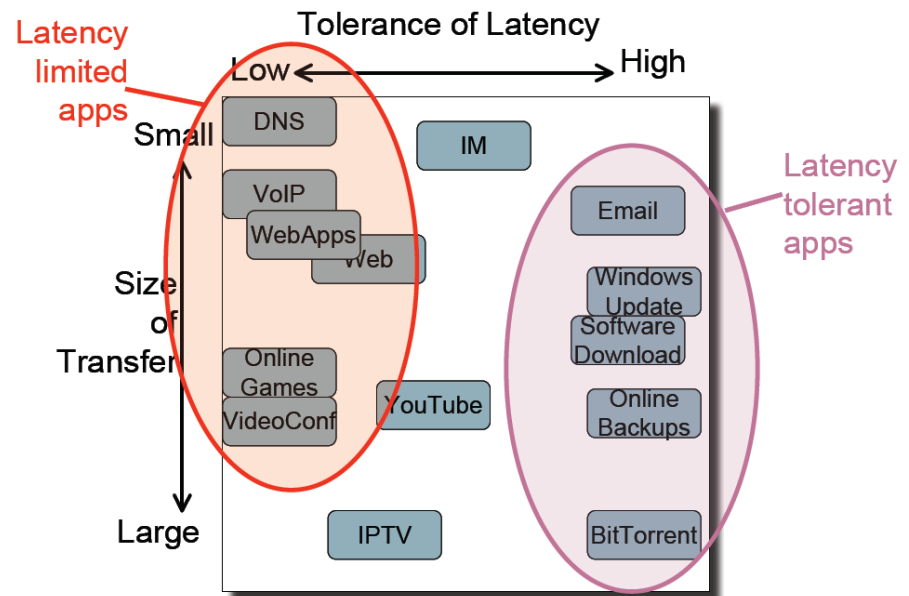 Tolerance of Latency
Latency
limited
apps
Low
High
Small
DNS
IM
Latency
tolerant
apps
VoIP
Email
WebApps
Web
Size
of
Transfer
Windows
Update
Software
Download
Online
Games
VideoConf
YouTube
Online
Backups
Large
IPTV
BitTorrent